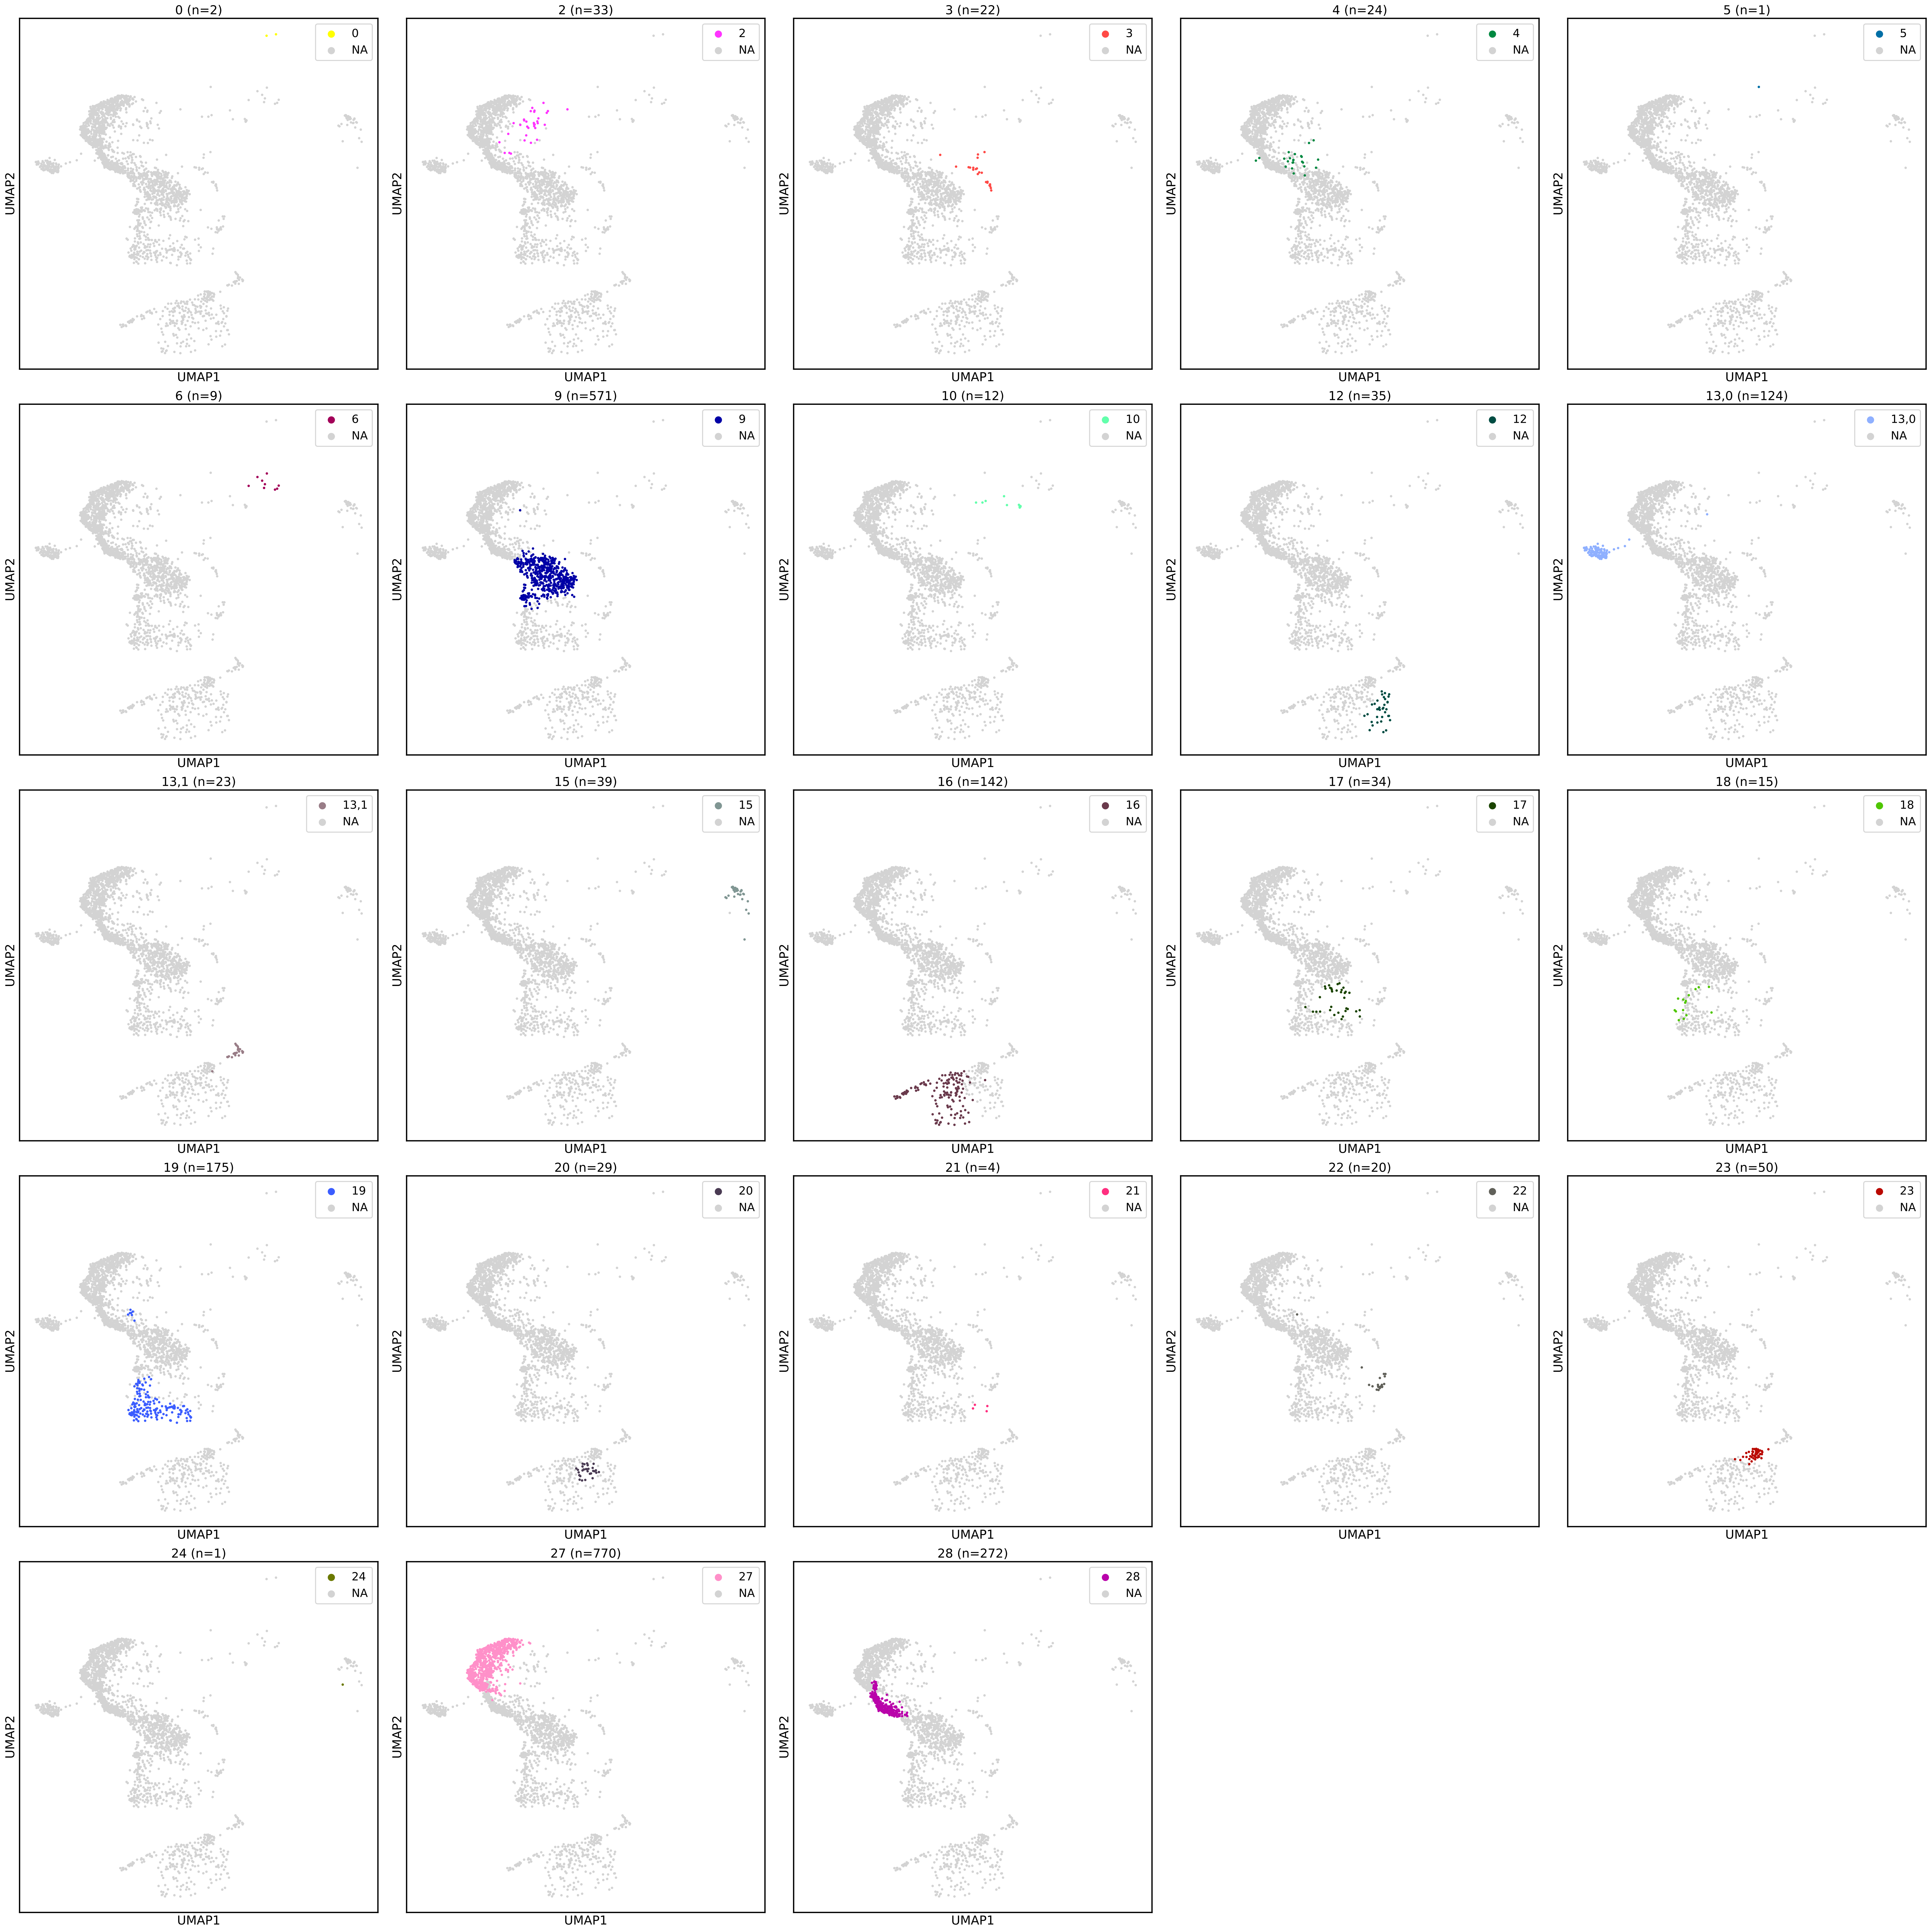 0 (n=2)
0
NA
UMAP2
UMAP1
2 (n=33)
2
NA
UMAP2
UMAP1
3 (n=22)
3
NA
UMAP2
UMAP1
4 (n=24)
4
NA
UMAP2
UMAP1
5 (n=1)
5
NA
UMAP2
UMAP1
6 (n=9)
6
NA
UMAP2
UMAP1
9 (n=571)
9
NA
UMAP2
UMAP1
10 (n=12)
10
NA
UMAP2
UMAP1
12 (n=35)
12
NA
UMAP2
UMAP1
13,0 (n=124)
13,0
NA
UMAP2
UMAP1
13,1 (n=23)
13,1
NA
UMAP2
UMAP1
15 (n=39)
15
NA
UMAP2
UMAP1
16 (n=142)
16
NA
UMAP2
UMAP1
17 (n=34)
17
NA
UMAP2
UMAP1
18 (n=15)
18
NA
UMAP2
UMAP1
19 (n=175)
19
NA
UMAP2
UMAP1
20 (n=29)
20
NA
UMAP2
UMAP1
21 (n=4)
21
NA
UMAP2
UMAP1
22 (n=20)
22
NA
UMAP2
UMAP1
23 (n=50)
23
NA
UMAP2
UMAP1
24 (n=1)
24
NA
UMAP2
UMAP1
27 (n=770)
27
NA
UMAP2
UMAP1
28 (n=272)
28
NA
UMAP2
UMAP1